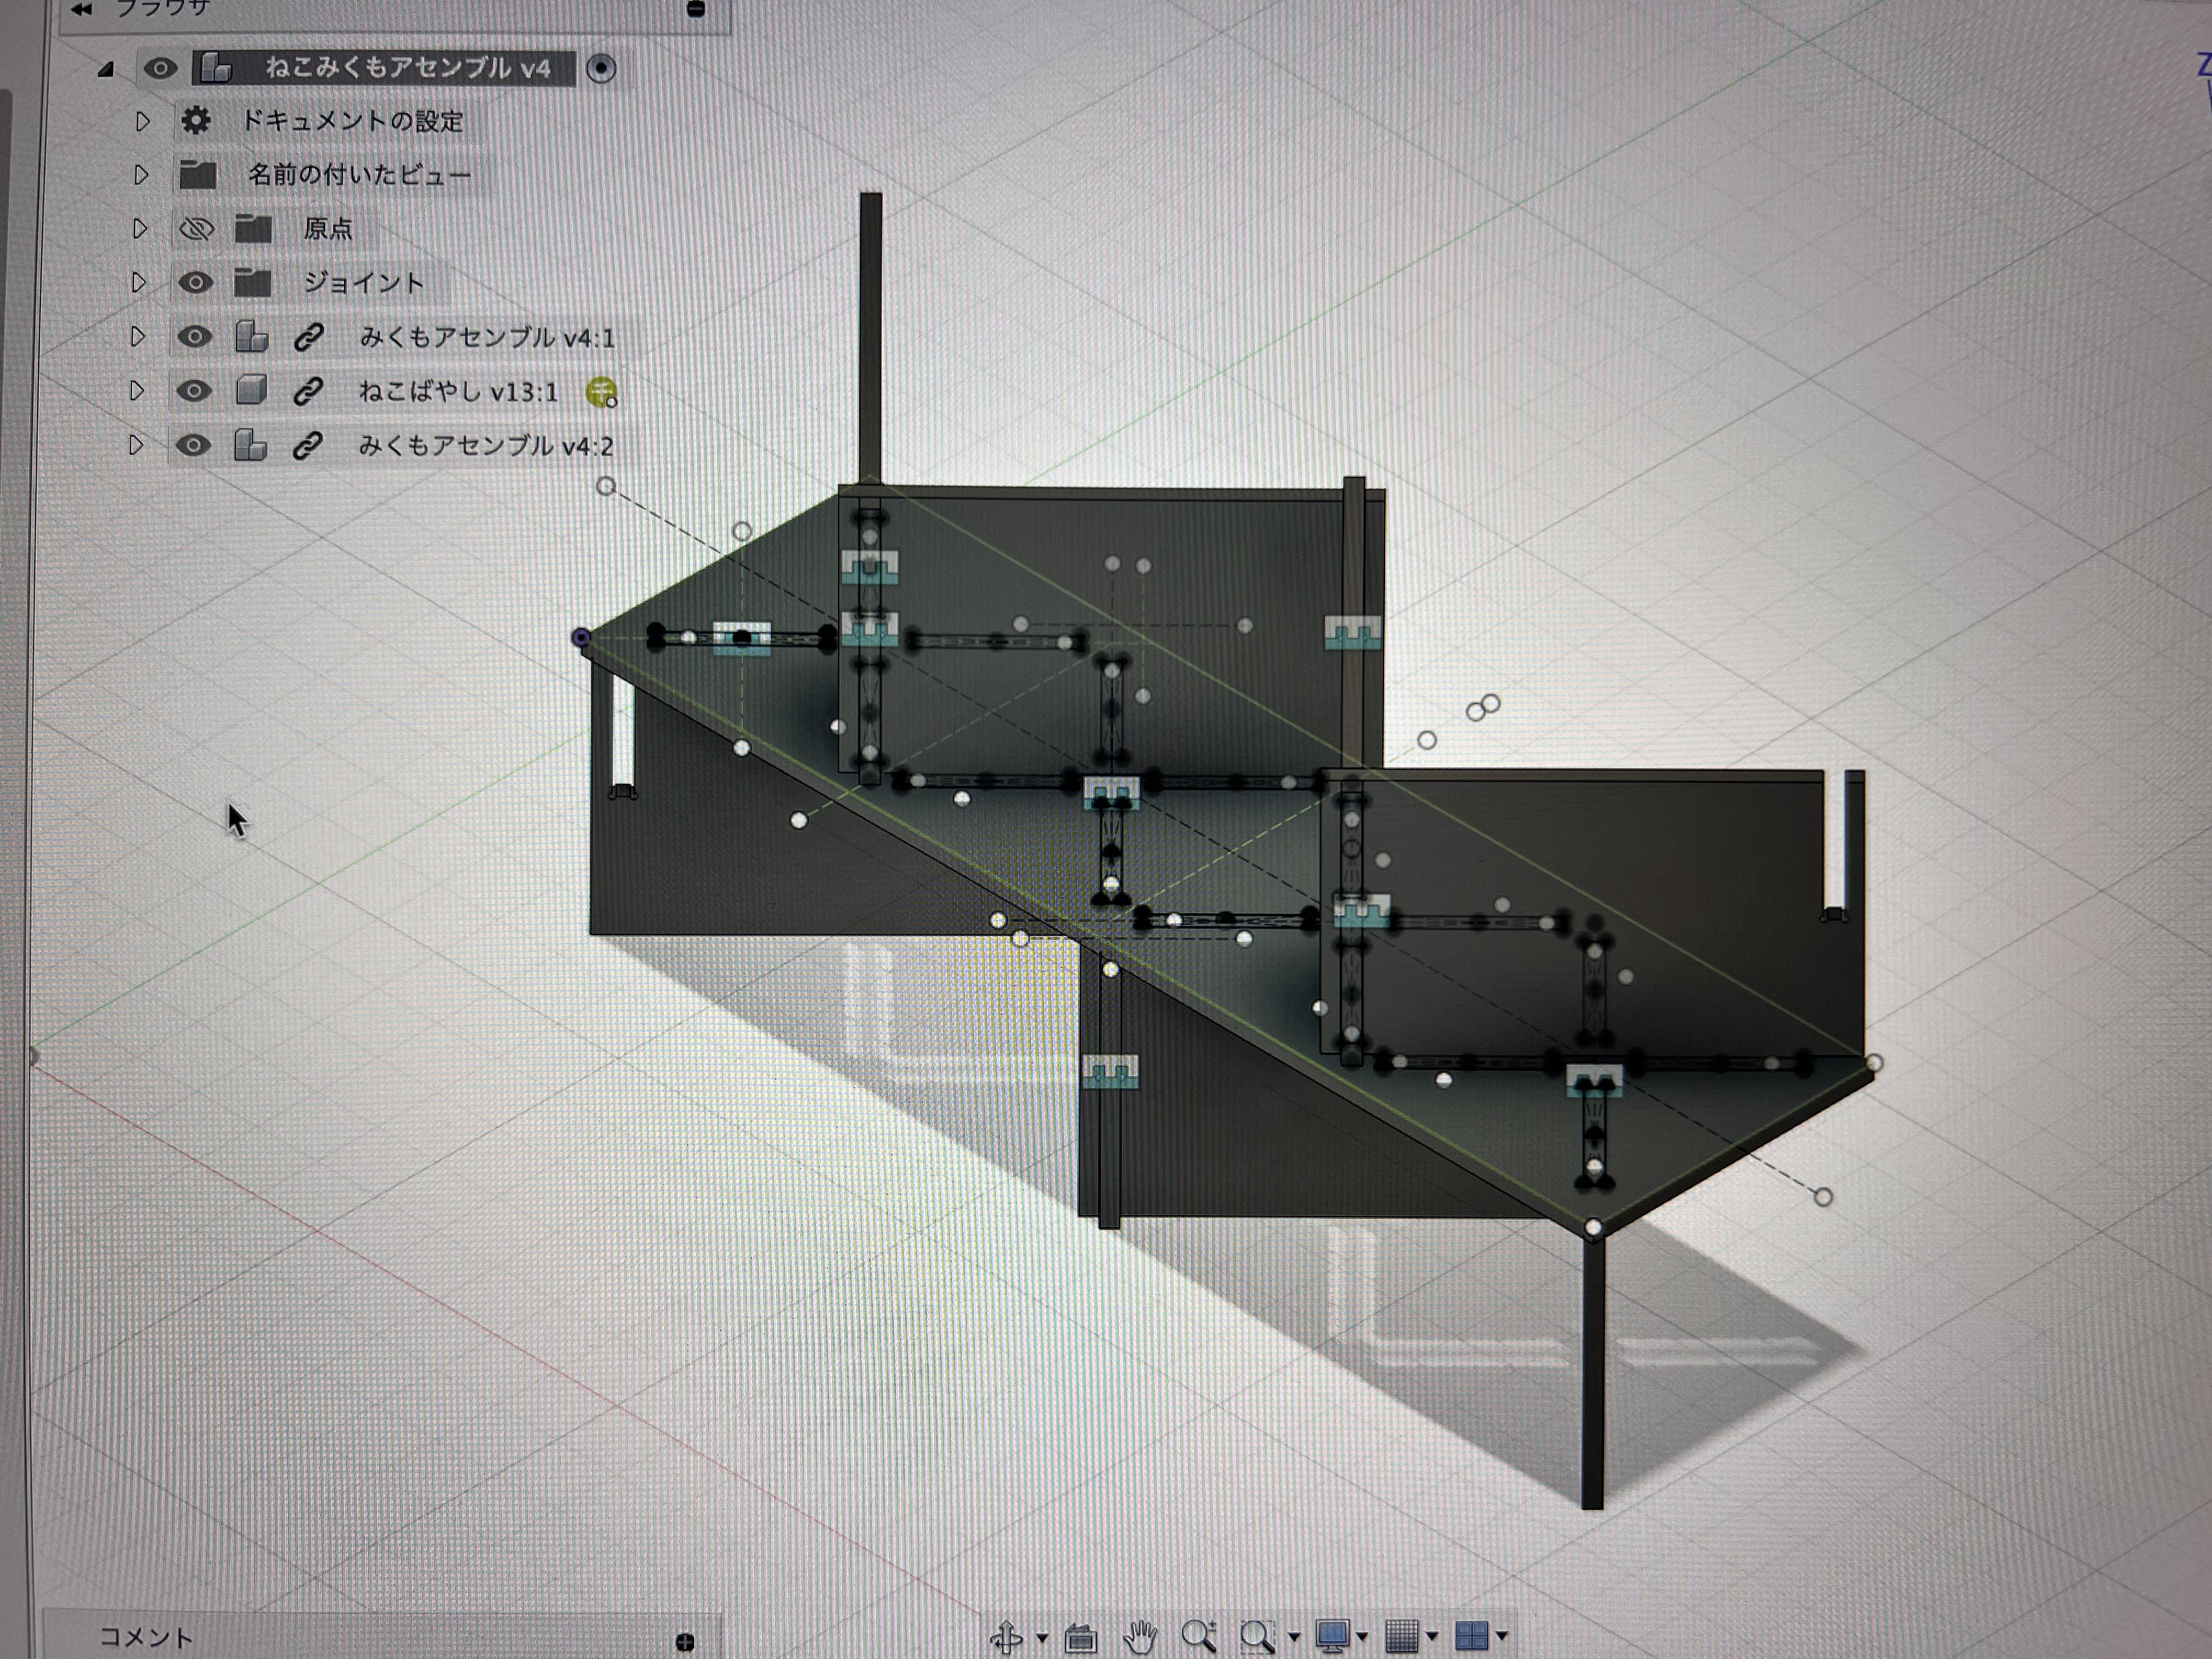 ブラウザ
ねこみくもアセンブル v4
ドキュメントの設定
名前の付いたビュー
原点
ジョイント
みくもアセンブル v4:1
ねこばやし v13:1
千
みくもアセンブル v4:2
Z
コメント